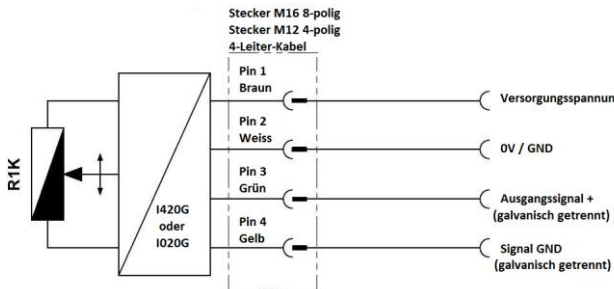 Stecker M16 8-polig
Stecker M12 4-polig
4-Leiter-Kabel
Pin 1
Braun
Versorgungsspannun
Pin 2
Weiss
0V / GND
R1K
Pin 3
Grün
Ausgangssignal +
(galvanisch getrennt)
I420G
oder
I020G
Pin 4
Gelb
Signal GND
(galvanisch getrennt)